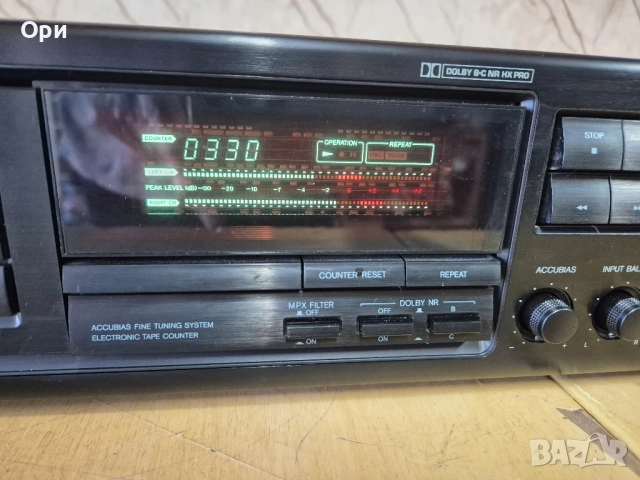 Ори
DOLBY B·C NR HX PRO
COUNTER
0330
OPERATION
REPEAT
PEAK LEVEL (dB) -∞ -20 -10 -7 -4 -2
RIGHT CH
STOP
COUNTER RESET
REPEAT
ACCUBIAS
INPUT BAL
MPX FILTER
OFF
ON
DOLBY NR
OFF
ON
B
C
ACCUBIAS FINE TUNING SYSTEM
ELECTRONIC TAPE COUNTER
- + L R
BAZAR